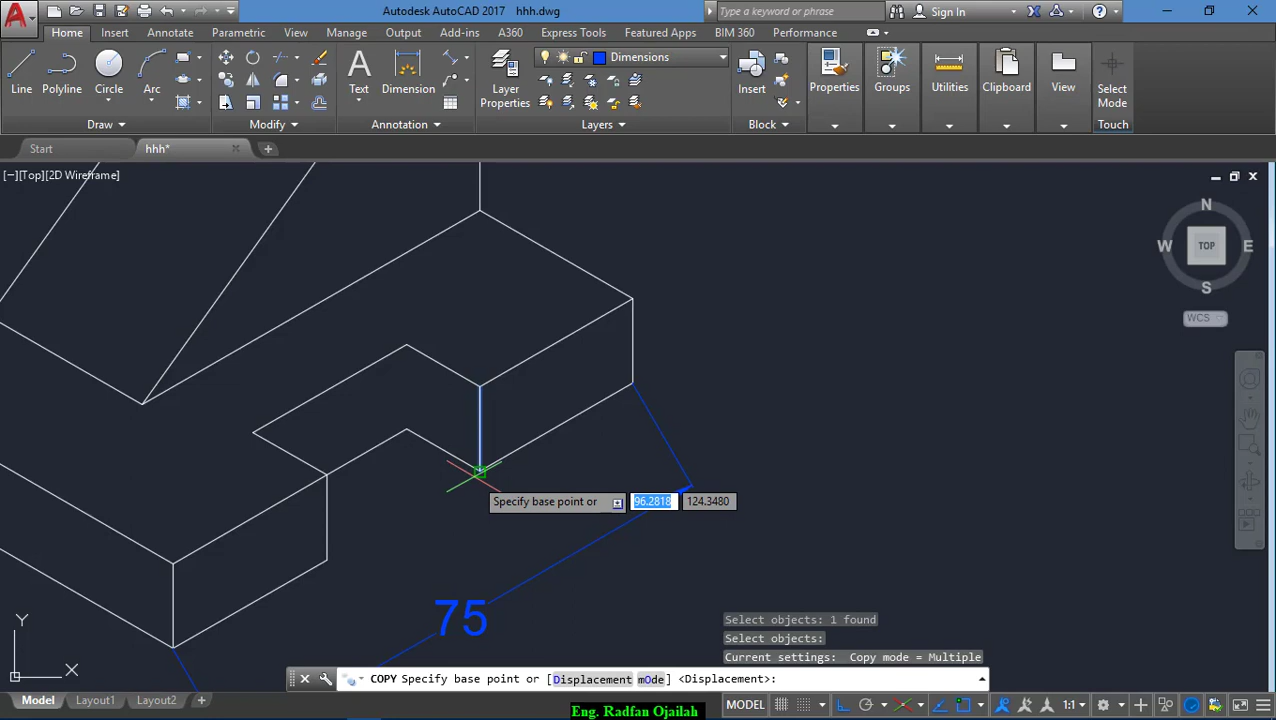 Autodesk AutoCAD 2017 hhh.dwg
Type a keyword or phrase
Sign In
Home Insert Annotate Parametric View Manage Output Add-ins A360 Express Tools Featured Apps BIM 360 Performance
Line Polyline Circle Arc
Text Dimension
Layer
Properties
Dimensions
Insert
Properties Groups Utilities Clipboard View
Select
Mode
Draw Modify Annotation Layers Block Touch
Start hhh*
[−][Top][2D Wireframe]
N
W TOP E
S
WCS
Specify base point or 96.2818 124.3480
75
Select objects: 1 found
Select objects:
Current settings: Copy mode = Multiple
COPY Specify base point or [Displacement mOde] <Displacement>:
Y
X
Model Layout1 Layout2 +
MODEL 1:1
Eng. Radfan Ojailah